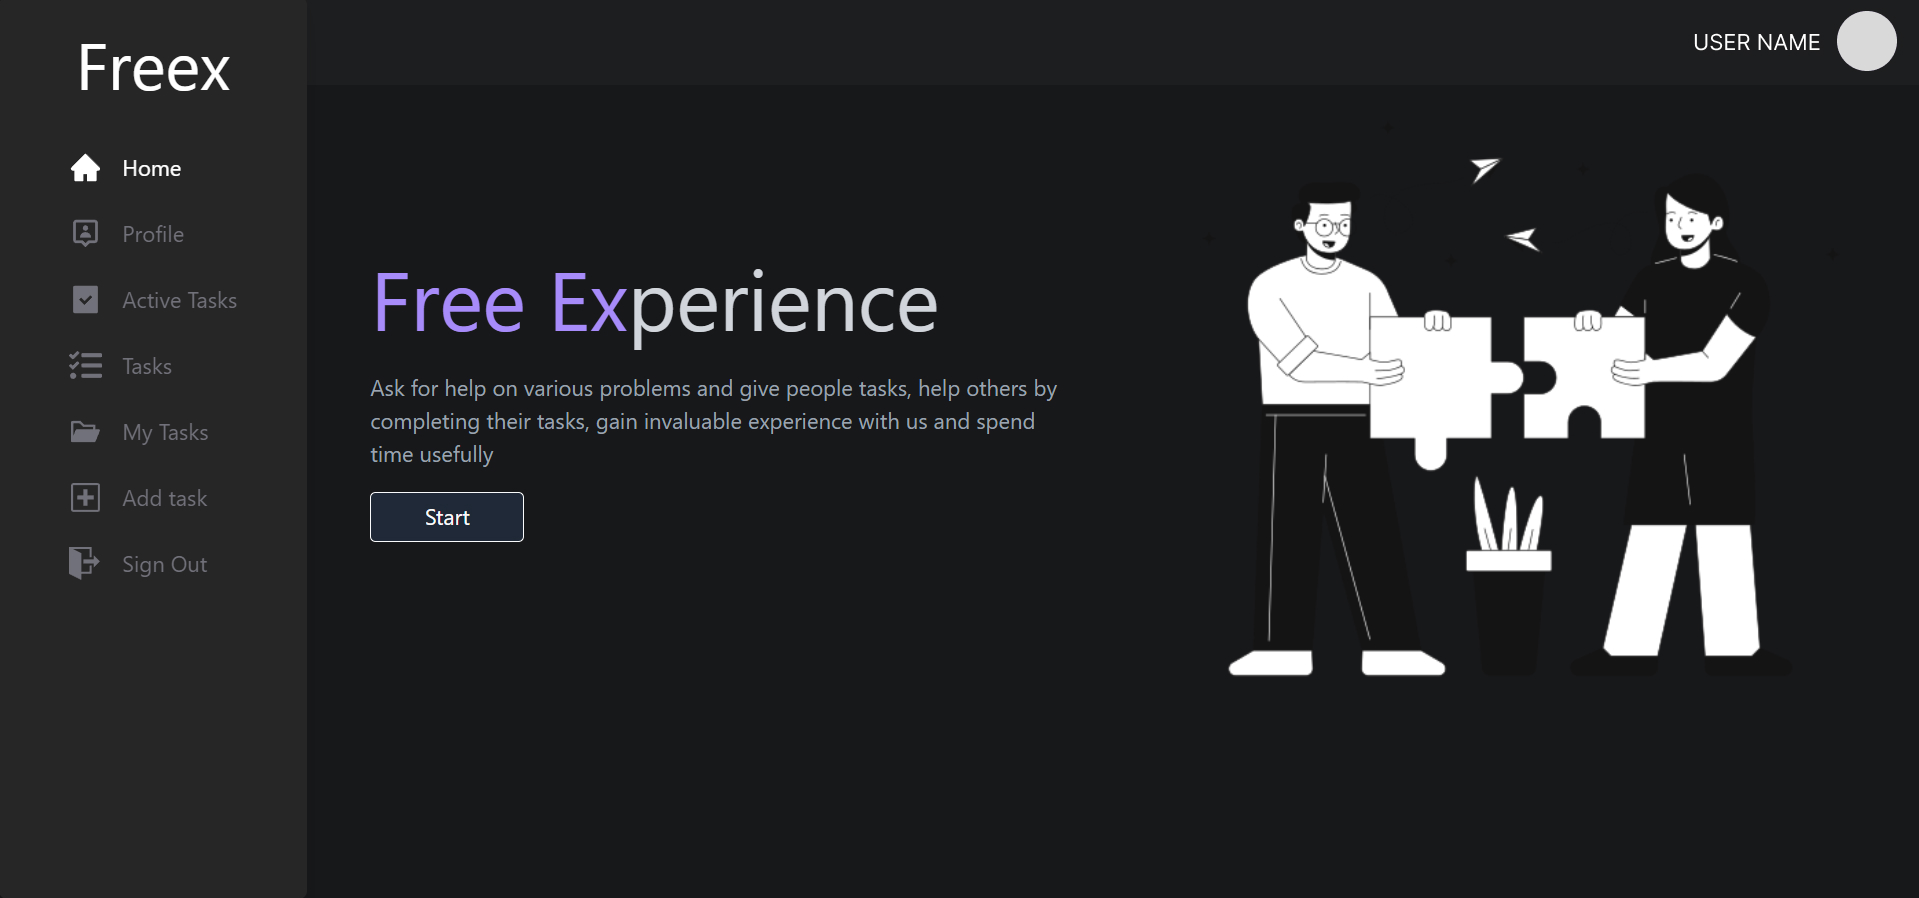 Freex
USER NAME
Home
Profile
Active Tasks
Tasks
My Tasks
Add task
Sign Out
Free Experience
Ask for help on various problems and give people tasks, help others by
completing their tasks, gain invaluable experience with us and spend
time usefully
Start